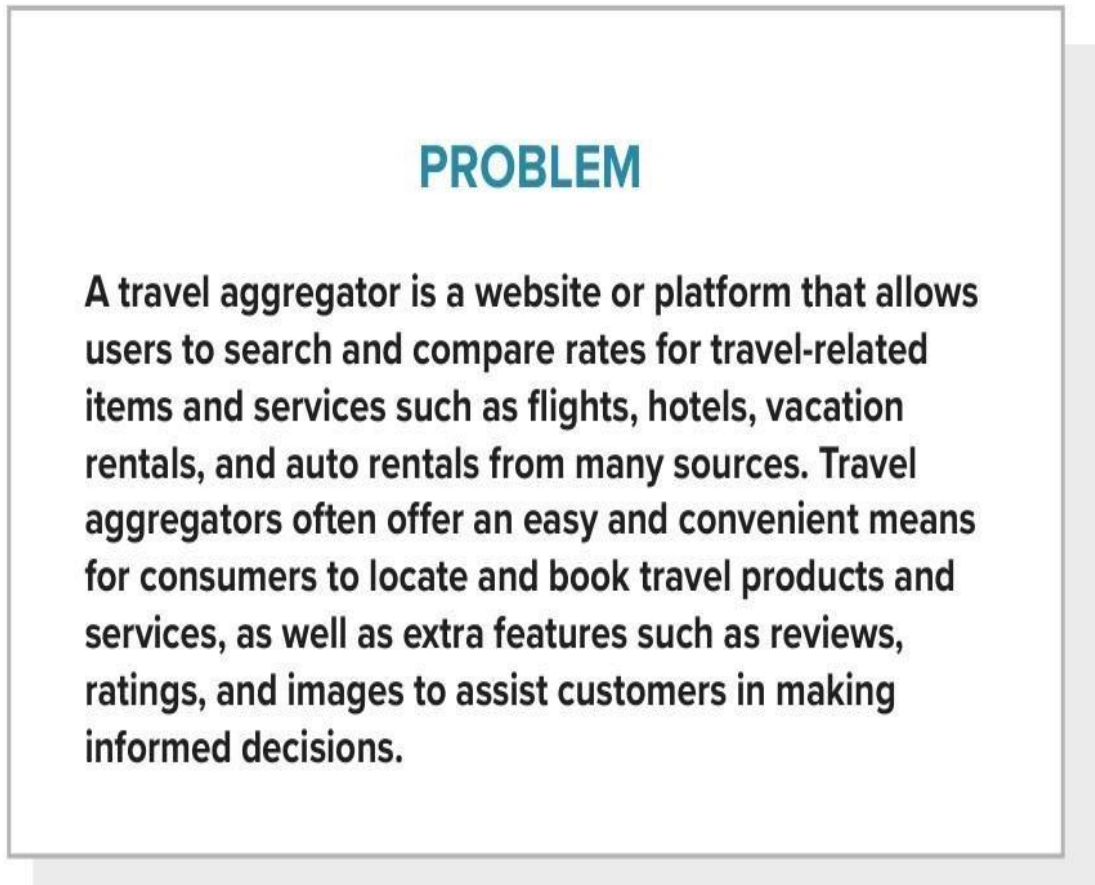 PROBLEM
A travel aggregator is a website or platform that allows
users to search and compare rates for travel-related
items and services such as flights, hotels, vacation
rentals, and auto rentals from many sources. Travel
aggregators often offer an easy and convenient means
for consumers to locate and book travel products and
services, as well as extra features such as reviews,
ratings, and images to assist customers in making
informed decisions.